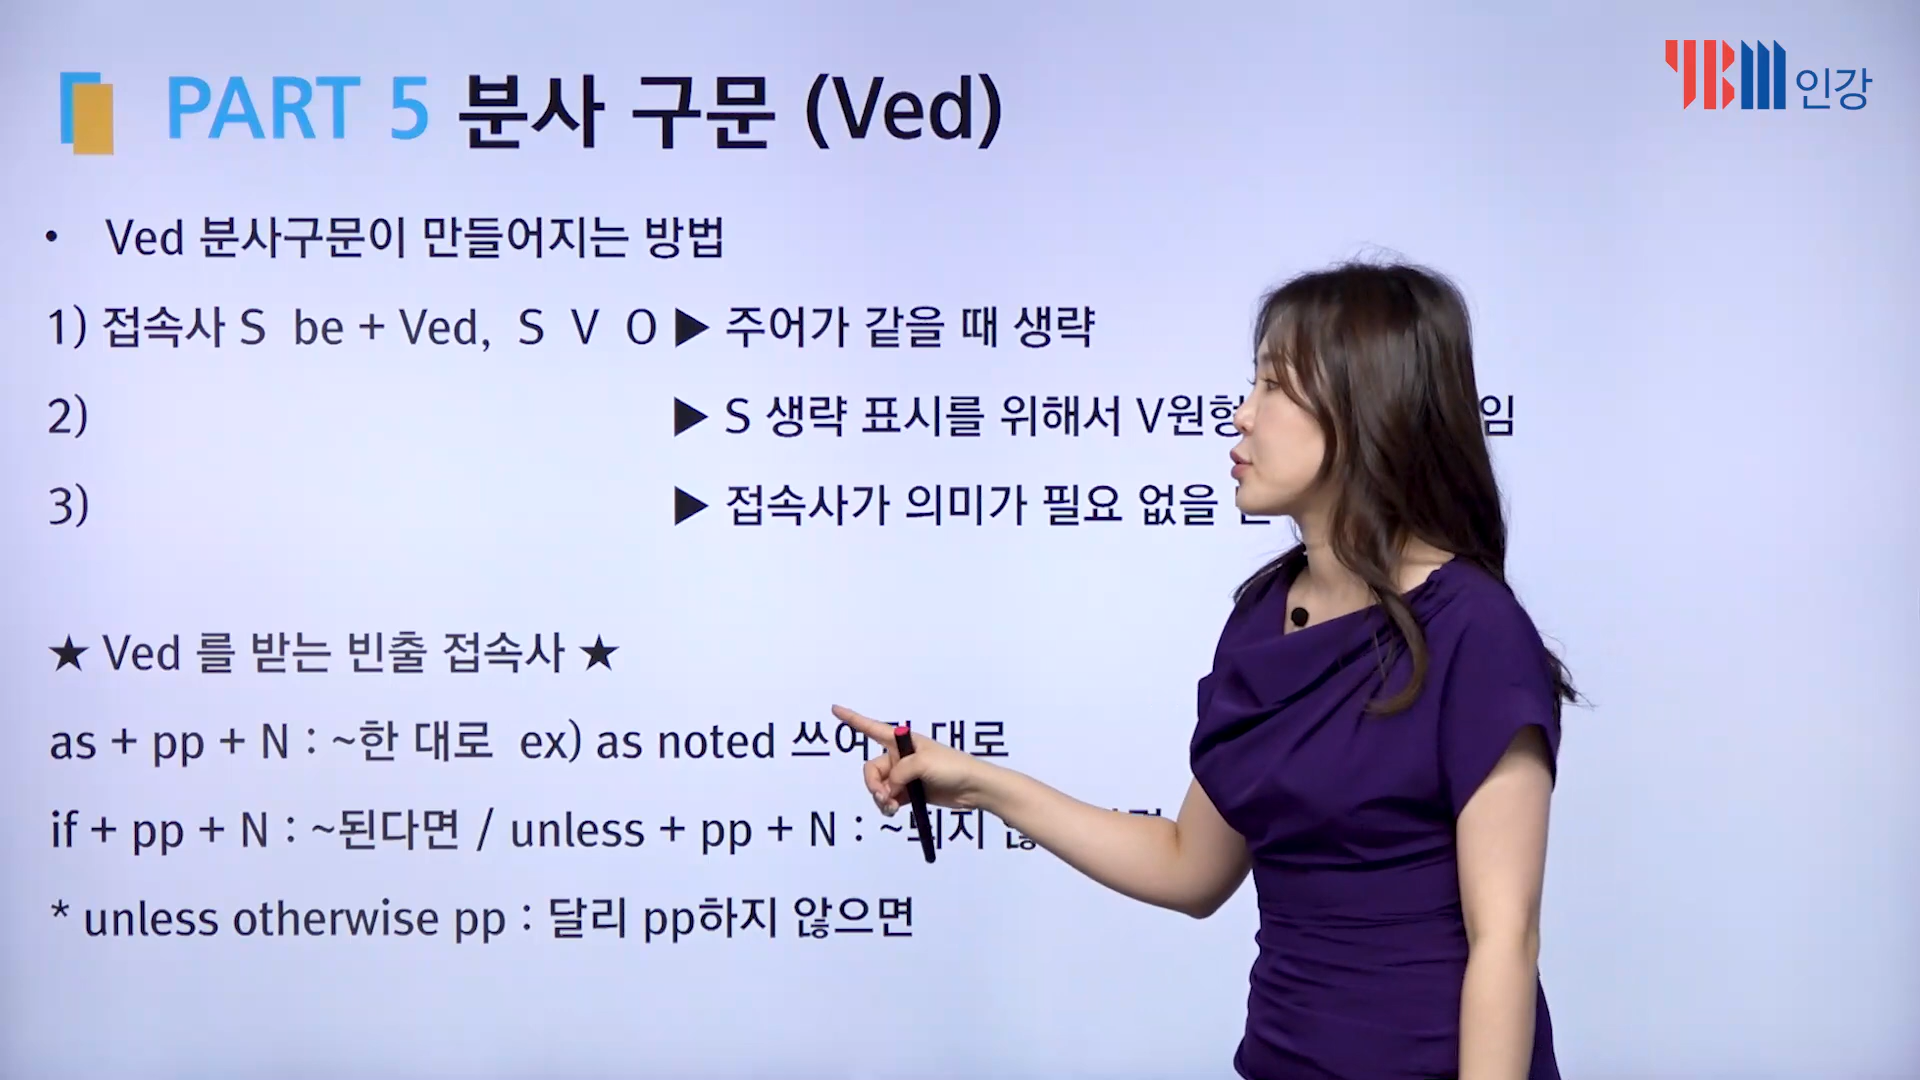 YBM 인강
PART 5 분사 구문 (Ved)
• Ved 분사구문이 만들어지는 방법
1) 접속사 S be + Ved, S V O ▶ 주어가 같을 때 생략
2) ▶ S 생략 표시를 위해서 V원형
3) ▶ 접속사가 의미가 필요 없을
★ Ved 를 받는 빈출 접속사 ★
as + pp + N : ~한 대로 ex) as noted 대로
if + pp + N : ~된다면 / unless + pp + N :
* unless otherwise pp : 달리 pp하지 않으면